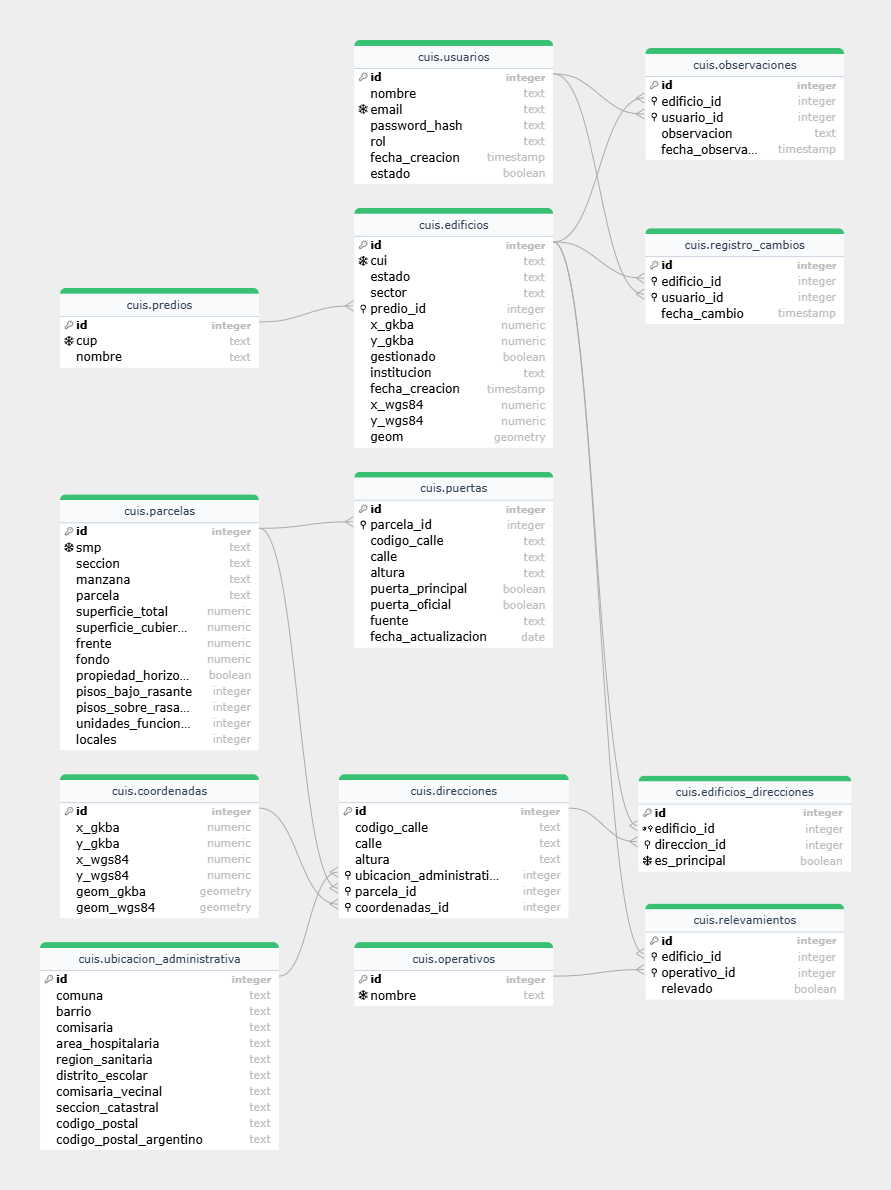 cuis.usuarios
id integer
nombre text
email text
password_hash text
rol text
fecha_creacion timestamp
estado boolean
cuis.observaciones
id integer
edificio_id integer
usuario_id integer
observacion text
fecha_observa... timestamp
cuis.edificios
id integer
cui text
estado text
sector text
predio_id integer
x_gkba numeric
y_gkba numeric
gestionado boolean
institucion text
fecha_creacion timestamp
x_wgs84 numeric
y_wgs84 numeric
geom geometry
cuis.registro_cambios
id integer
edificio_id integer
usuario_id integer
fecha_cambio timestamp
cuis.predios
id integer
cup text
nombre text
cuis.puertas
id integer
parcela_id integer
codigo_calle text
calle text
altura text
puerta_principal boolean
puerta_oficial boolean
fuente text
fecha_actualizacion date
cuis.parcelas
id integer
smp text
seccion text
manzana text
parcela text
superficie_total numeric
superficie_cubier... numeric
frente numeric
fondo numeric
propiedad_horizo... boolean
pisos_bajo_rasante integer
pisos_sobre_rasa... integer
unidades_funcion... integer
locales integer
cuis.coordenadas
id integer
x_gkba numeric
y_gkba numeric
x_wgs84 numeric
y_wgs84 numeric
geom_gkba geometry
geom_wgs84 geometry
cuis.direcciones
id integer
codigo_calle text
calle text
altura text
ubicacion_administrati... integer
parcela_id integer
coordenadas_id integer
cuis.edificios_direcciones
id integer
edificio_id integer
direccion_id integer
es_principal boolean
cuis.relevamientos
id integer
edificio_id integer
operativo_id integer
relevado boolean
cuis.ubicacion_administrativa
id integer
comuna text
barrio text
comisaria text
area_hospitalaria text
region_sanitaria text
distrito_escolar text
comisaria_vecinal text
seccion_catastral text
codigo_postal text
codigo_postal_argentino text
cuis.operativos
id integer
nombre text